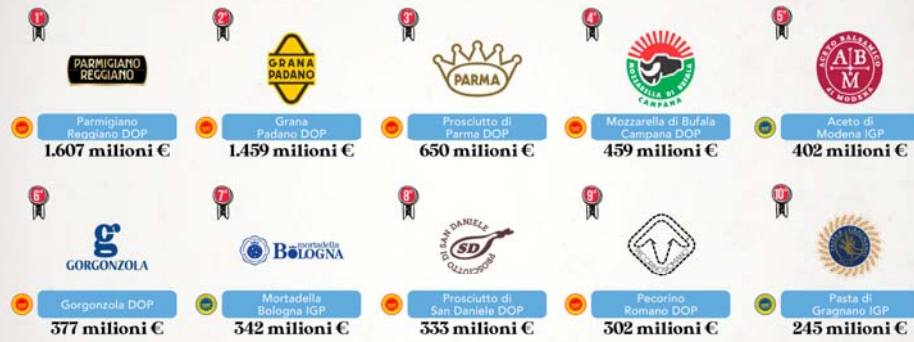 1°
2°
3°
4°
5°
PARMIGIANO
REGGIANO
GRANA
PADANO
PARMA
MOZZARELLA DI BUFALA
CAMPANA
ACETO BALSAMICO
di MODENA
A B
M
Parmigiano
Reggiano DOP
Grana
Padano DOP
Prosciutto di
Parma DOP
Mozzarella di Bufala
Campana DOP
Aceto di
Modena IGP
1.607 milioni €
1.459 milioni €
650 milioni €
459 milioni €
402 milioni €
6°
7°
8°
9°
10°
g
GORGONZOLA
mortadella
BOLOGNA
PROSCIUTTO DI SAN DANIELE
SD
Gorgonzola DOP
Mortadella
Bologna IGP
Prosciutto di
San Daniele DOP
Pecorino
Romano DOP
Pasta di
Gragnano IGP
377 milioni €
342 milioni €
333 milioni €
302 milioni €
245 milioni €